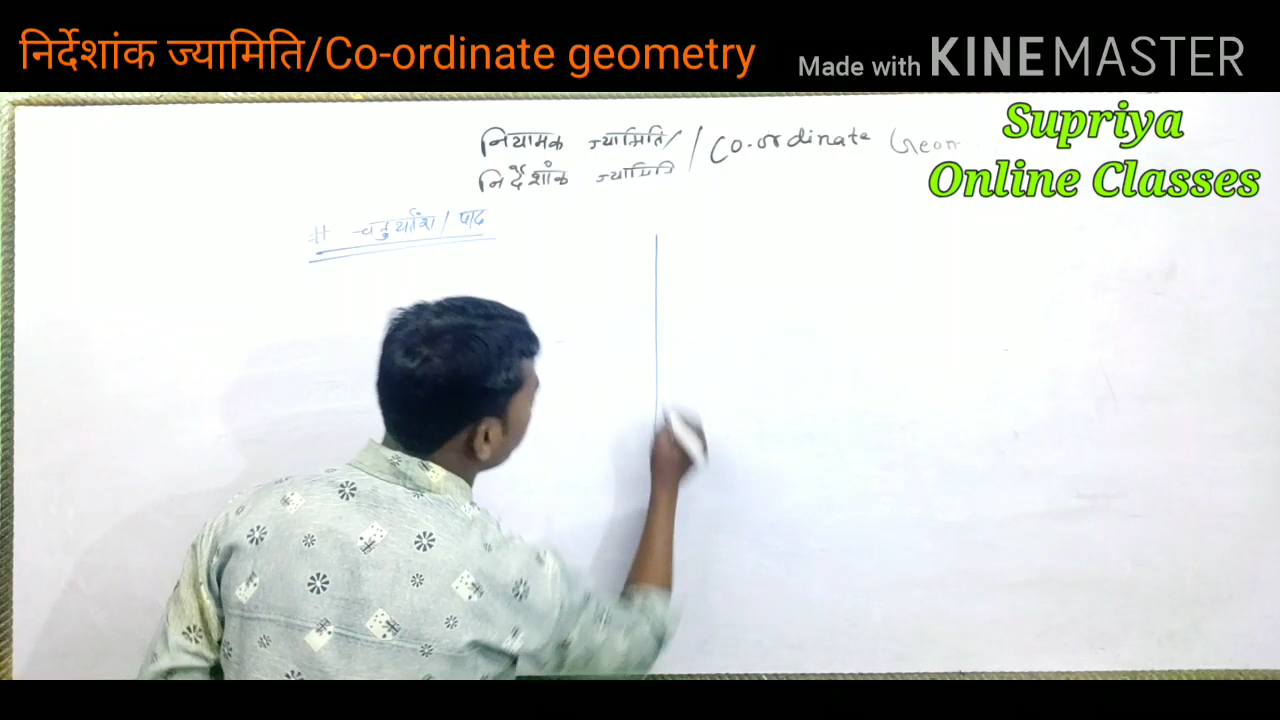 निर्देशांक ज्यामिति/Co-ordinate geometry
Made with KINEMASTER
Supriya
Online Classes
नियामक ज्यामिति/ / Co-ordinate Geom
निर्देशांक ज्यामिति
# चतुर्थांश / पाद